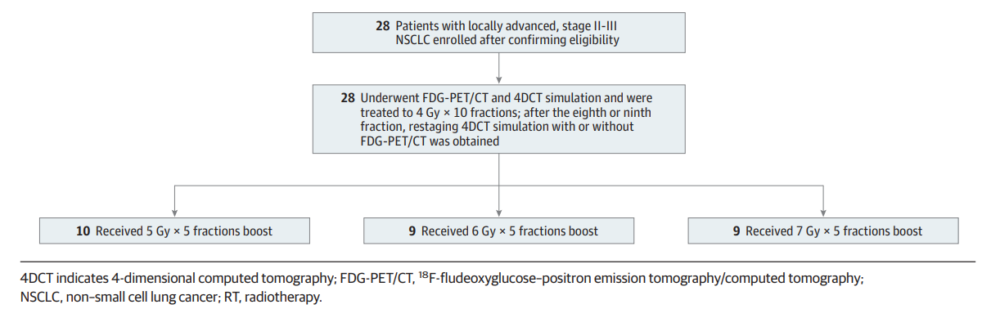 28 Patients with locally advanced, stage II-III
NSCLC enrolled after confirming eligibility
28 Underwent FDG-PET/CT and 4DCT simulation and were
treated to 4 Gy × 10 fractions; after the eighth or ninth
fraction, restaging 4DCT simulation with or without
FDG-PET/CT was obtained
10 Received 5 Gy × 5 fractions boost
9 Received 6 Gy × 5 fractions boost
9 Received 7 Gy × 5 fractions boost
4DCT indicates 4-dimensional computed tomography; FDG-PET/CT, ¹⁸F-fludeoxyglucose–positron emission tomography/computed tomography;
NSCLC, non–small cell lung cancer; RT, radiotherapy.